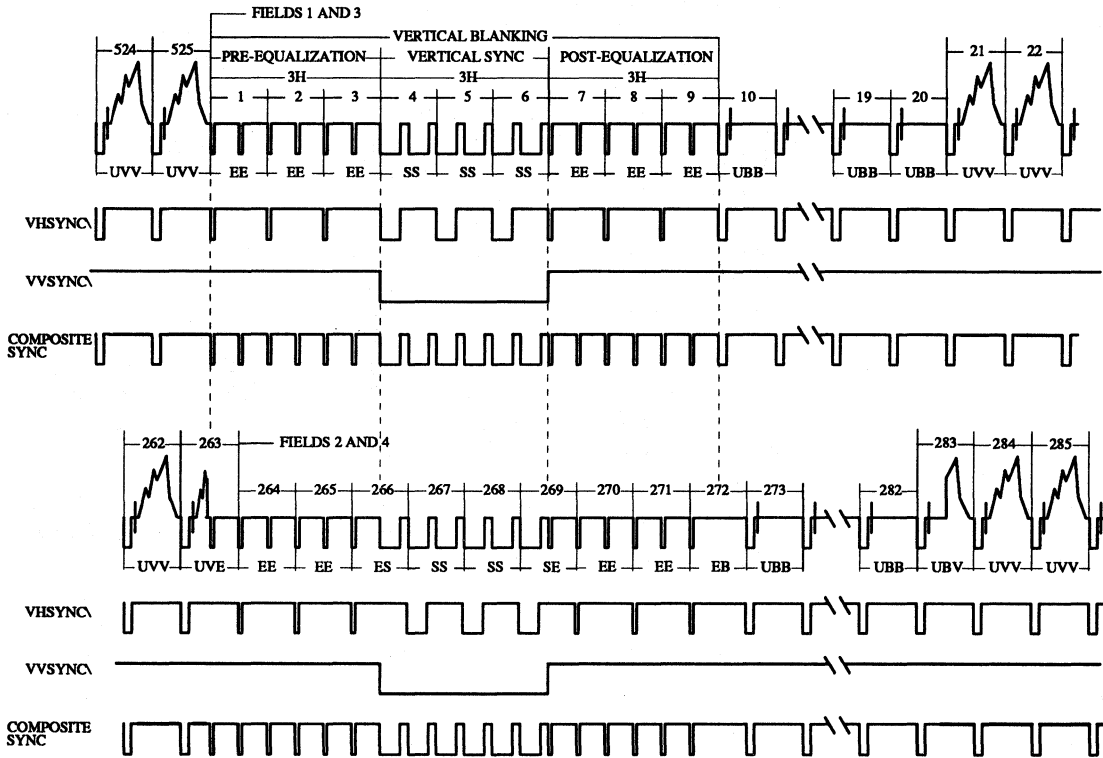 FIELDS 1 AND 3
VERTICAL BLANKING
524 525 PRE-EQUALIZATION VERTICAL SYNC POST-EQUALIZATION 21 22
3H 3H 3H
1 2 3 4 5 6 7 8 9 10 19 20
UVV UVV EE EE EE SS SS SS EE EE EE UBB UBB UBB UVV UVV
VHSYNC\
VVSYNC\
COMPOSITE
SYNC
262 263 FIELDS 2 AND 4 283 284 285
264 265 266 267 268 269 270 271 272 273 282
UVV UVE EE EE ES SS SS SE EE EE EB UBB UBB UBV UVV UVV
VHSYNC\
VVSYNC\
COMPOSITE
SYNC